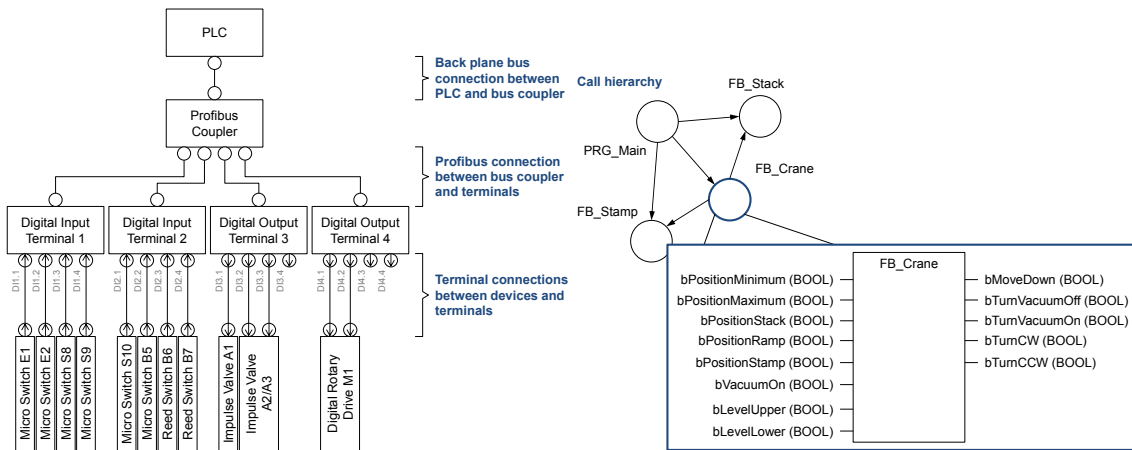 PLC
Back plane bus
connection between
PLC and bus coupler
Call hierarchy
FB_Stack
Profibus
Coupler
PRG_Main
FB_Crane
Profibus connection
between bus coupler
and terminals
Digital Input
Terminal 1
Digital Input
Terminal 2
Digital Output
Terminal 3
Digital Output
Terminal 4
FB_Stamp
DI1.1
DI1.2
DI1.3
DI1.4
DI2.1
DI2.2
DI2.3
DI2.4
DI3.1
DI3.2
DI3.3
DI3.4
DI4.1
DI4.2
DI4.3
DI4.4
Terminal connections
between devices and
terminals
Micro Switch E1
Micro Switch E2
Micro Switch S8
Micro Switch S9
Micro Switch S10
Micro Switch B5
Reed Switch B6
Reed Switch B7
Impulse Valve A1
Impulse Valve
A2/A3
Digital Rotary
Drive M1
FB_Crane
bPositionMinimum (BOOL)
bPositionMaximum (BOOL)
bPositionStack (BOOL)
bPositionRamp (BOOL)
bPositionStamp (BOOL)
bVacuumOn (BOOL)
bLevelUpper (BOOL)
bLevelLower (BOOL)
bMoveDown (BOOL)
bTurnVacuumOff (BOOL)
bTurnVacuumOn (BOOL)
bTurnCW (BOOL)
bTurnCCW (BOOL)